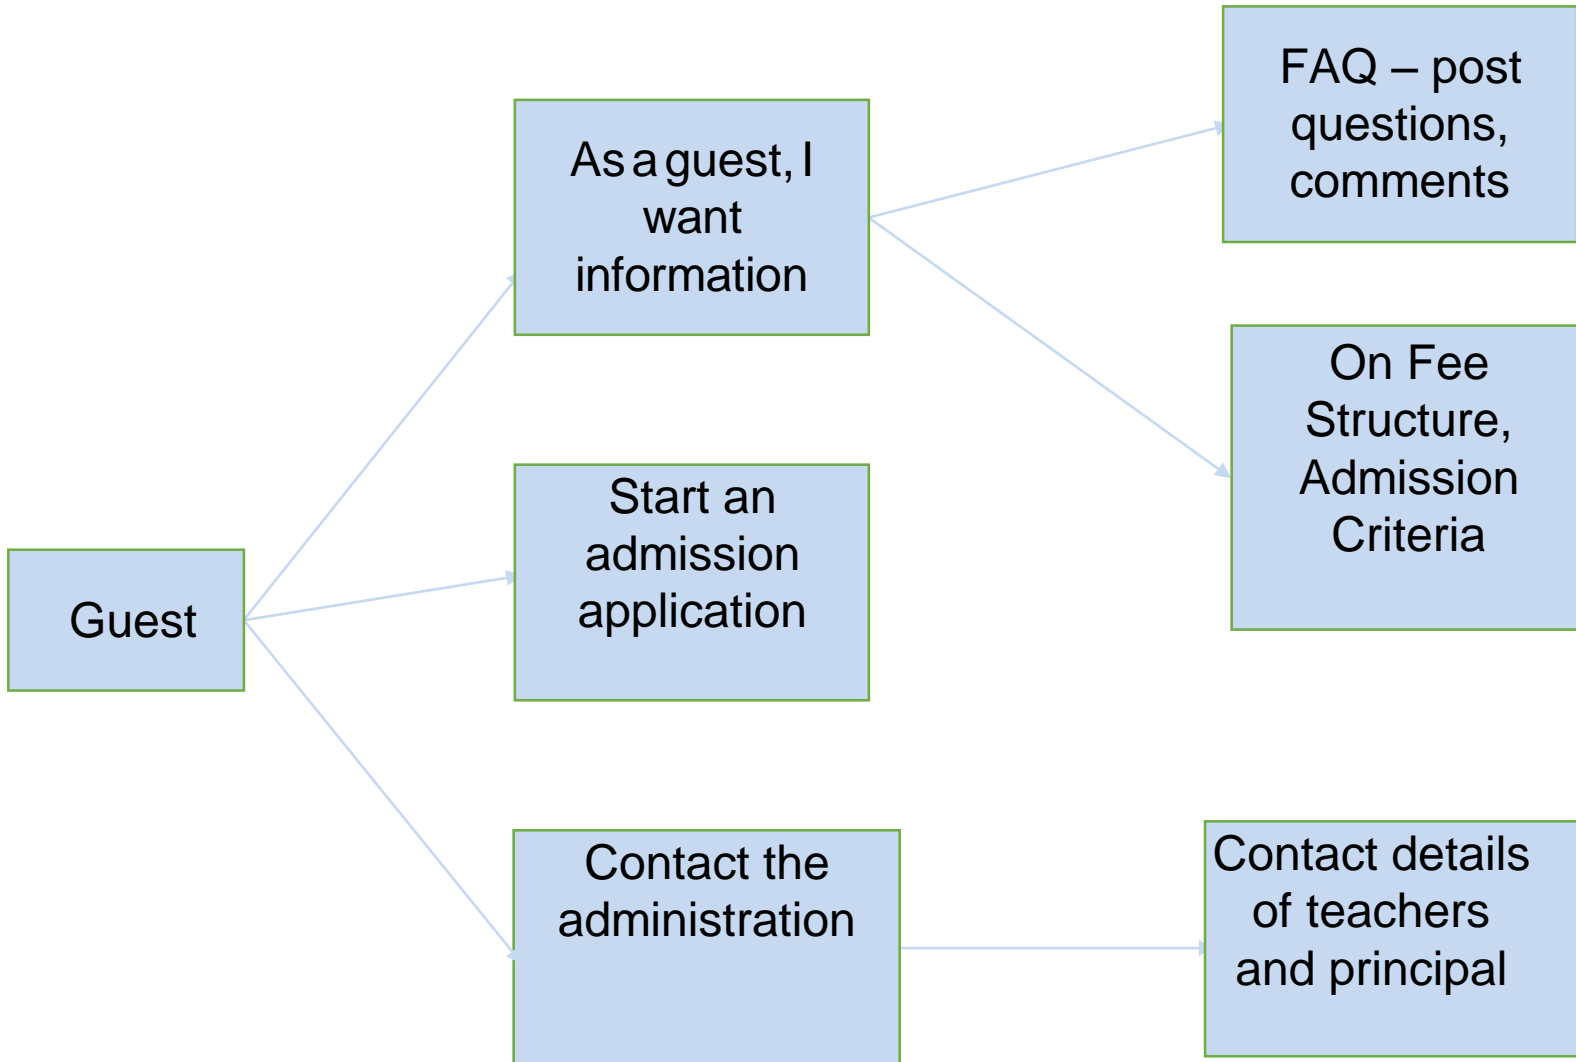 Guest
As a guest, I
want
information
Start an
admission
application
Contact the
administration
FAQ – post
questions,
comments
On Fee
Structure,
Admission
Criteria
Contact details
of teachers
and principal